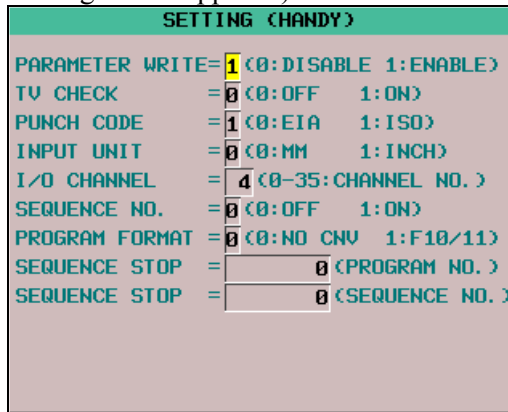 SETTING (HANDY)
PARAMETER WRITE= 1 (0:DISABLE 1:ENABLE)
TV CHECK = 0 (0:OFF 1:ON)
PUNCH CODE = 1 (0:EIA 1:ISO)
INPUT UNIT = 0 (0:MM 1:INCH)
I/O CHANNEL = 4 (0-35:CHANNEL NO.)
SEQUENCE NO. = 0 (0:OFF 1:ON)
PROGRAM FORMAT = 0 (0:NO CNV 1:F10/11)
SEQUENCE STOP = 0 (PROGRAM NO.)
SEQUENCE STOP = 0 (SEQUENCE NO.)